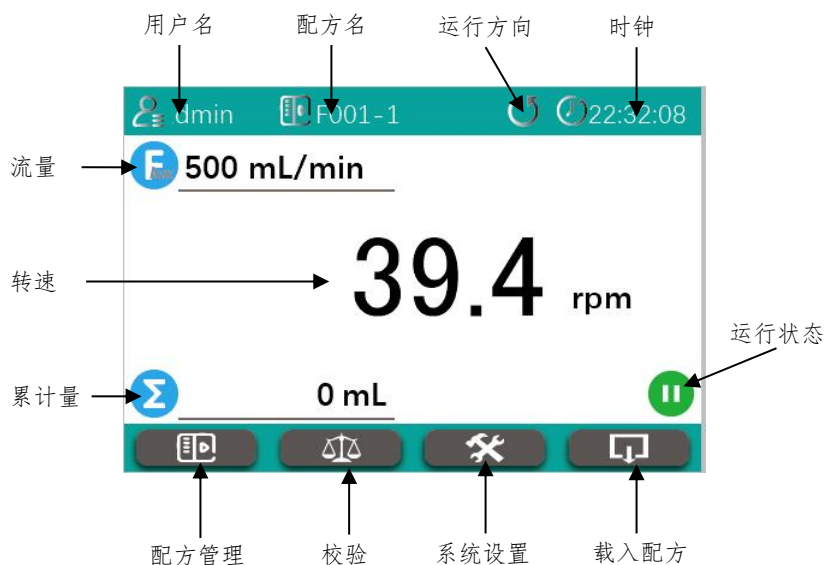 用户名 配方名 运行方向 时钟
dmin F001-1 22:32:08
流量 F 500 mL/min
转速 39.4 rpm
运行状态
累计量 Σ 0 mL
配方管理 校验 系统设置 载入配方